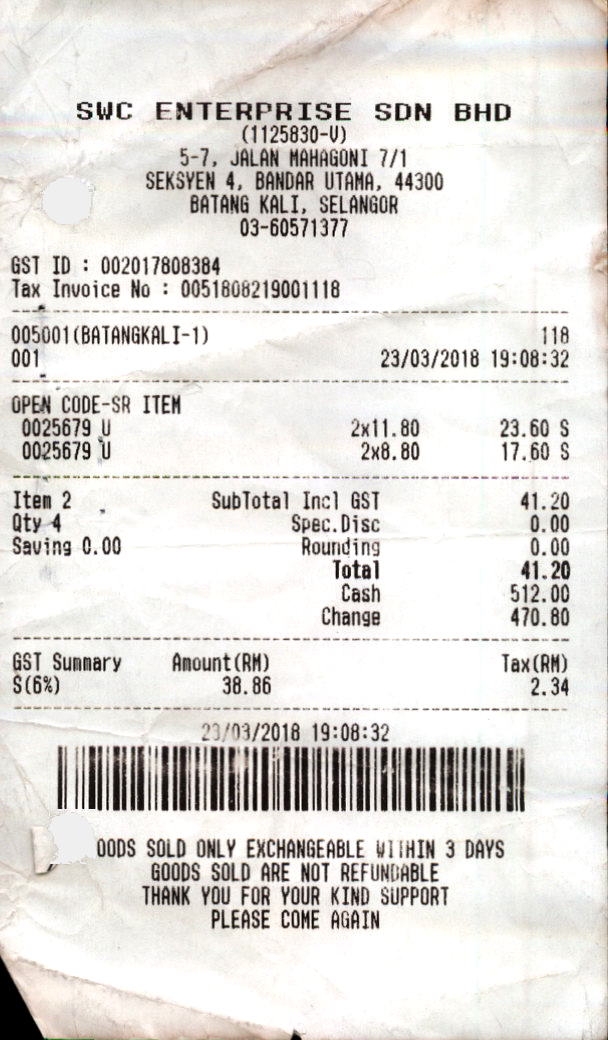 SWC ENTERPRISE SDN BHD
(1125830-V)
5-7, JALAN MAHAGONI 7/1
SEKSYEN 4, BANDAR UTAMA, 44300
BATANG KALI, SELANGOR
03-60571377
GST ID : 002017808384
Tax Invoice No : 0051808219001118
005001(BATANGKALI-1) 118
001 23/03/2018 19:08:32
OPEN CODE-SR ITEM
0025679 U 2x11.80 23.60 S
0025679 U 2x8.80 17.60 S
Item 2 SubTotal Incl GST 41.20
Qty 4 Spec.Disc 0.00
Saving 0.00 Rounding 0.00
Total 41.20
Cash 512.00
Change 470.80
GST Summary Amount(RM) Tax(RM)
S(6%) 38.86 2.34
23/03/2018 19:08:32
OODS SOLD ONLY EXCHANGEABLE WITHIN 3 DAYS
GOODS SOLD ARE NOT REFUNDABLE
THANK YOU FOR YOUR KIND SUPPORT
PLEASE COME AGAIN